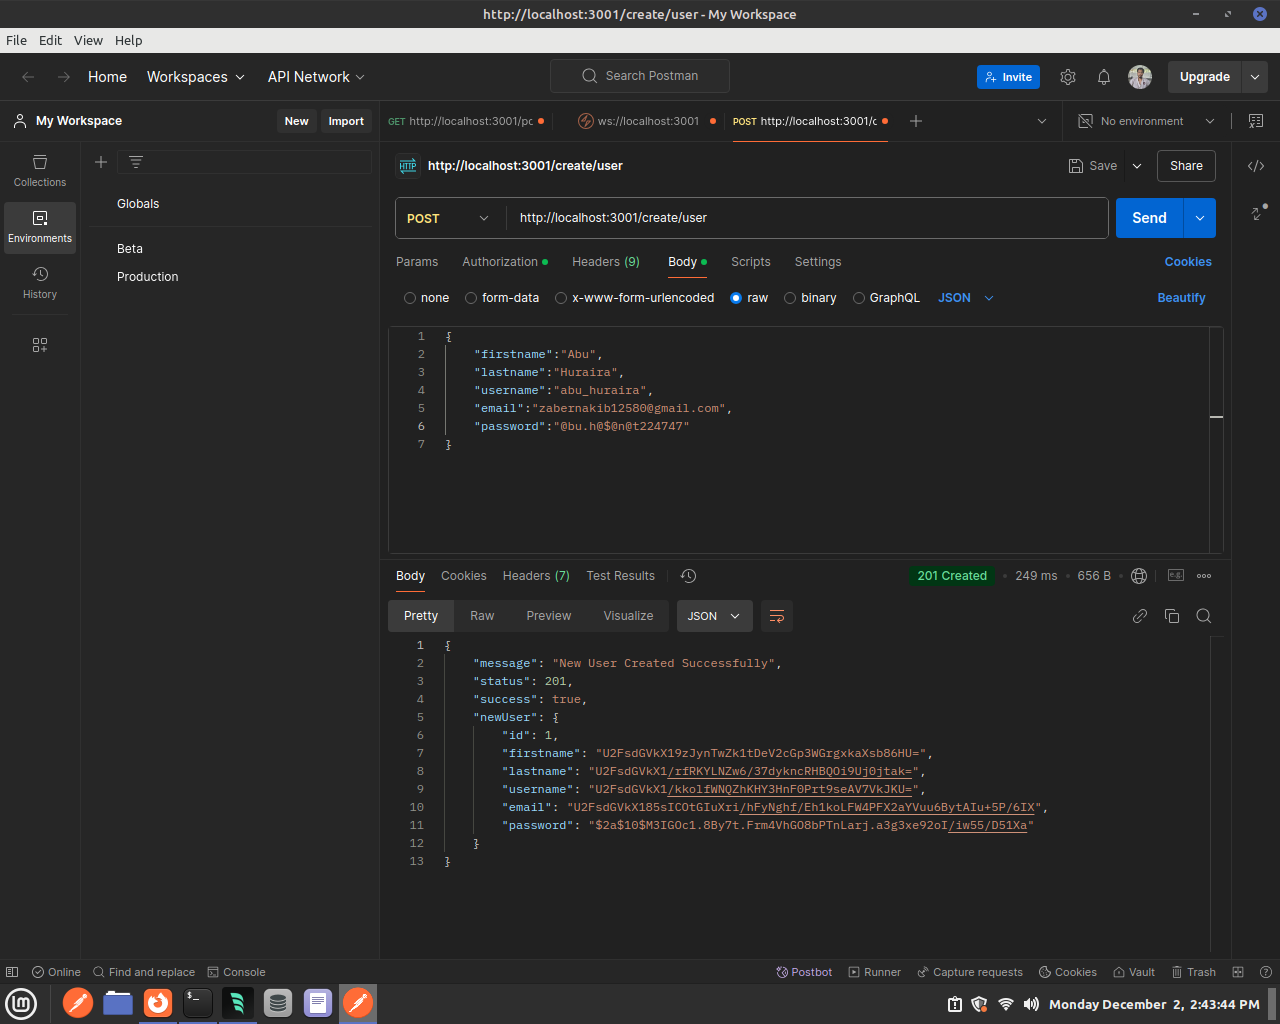 http://localhost:3001/create/user - My Workspace
File Edit View Help
Home Workspaces API Network Search Postman Invite Upgrade
My Workspace New Import GET http://localhost:3001/pc ws://localhost:3001 POST http://localhost:3001/c No environment
Collections
Environments
History
Globals
Beta
Production
HTTP http://localhost:3001/create/user Save Share
POST http://localhost:3001/create/user Send
Params Authorization Headers (9) Body Scripts Settings Cookies
none form-data x-www-form-urlencoded raw binary GraphQL JSON Beautify
1 {
2 "firstname":"Abu",
3 "lastname":"Huraira",
4 "username":"abu_huraira",
5 "email":"zabernakib12580@gmail.com",
6 "password":"@bu.h@$@n@t224747"
7 }
Body Cookies Headers (7) Test Results 201 Created 249 ms 656 B e.g.
Pretty Raw Preview Visualize JSON
1 {
2 "message": "New User Created Successfully",
3 "status": 201,
4 "success": true,
5 "newUser": {
6 "id": 1,
7 "firstname": "U2FsdGVkX19zJynTwZk1tDeV2cGp3WGrgxkaXsb86HU=",
8 "lastname": "U2FsdGVkX1/rfRKYLNZw6/37dykncRHBQOi9Uj0jtak=",
9 "username": "U2FsdGVkX1/kkolfWNQZhKHY3HnF0Prt9seAV7VkJKU=",
10 "email": "U2FsdGVkX185sICOtGIuXri/hFyNghf/Eh1koLFW4PFX2aYVuu6BytAIu+5P/6IX",
11 "password": "$2a$10$M3IGOc1.8By7t.Frm4VhGO8bPTnLarj.a3g3xe92oI/iw55/D51Xa"
12 }
13 }
Online Find and replace Console Postbot Runner Capture requests Cookies Vault Trash
Monday December 2, 2:43:44 PM